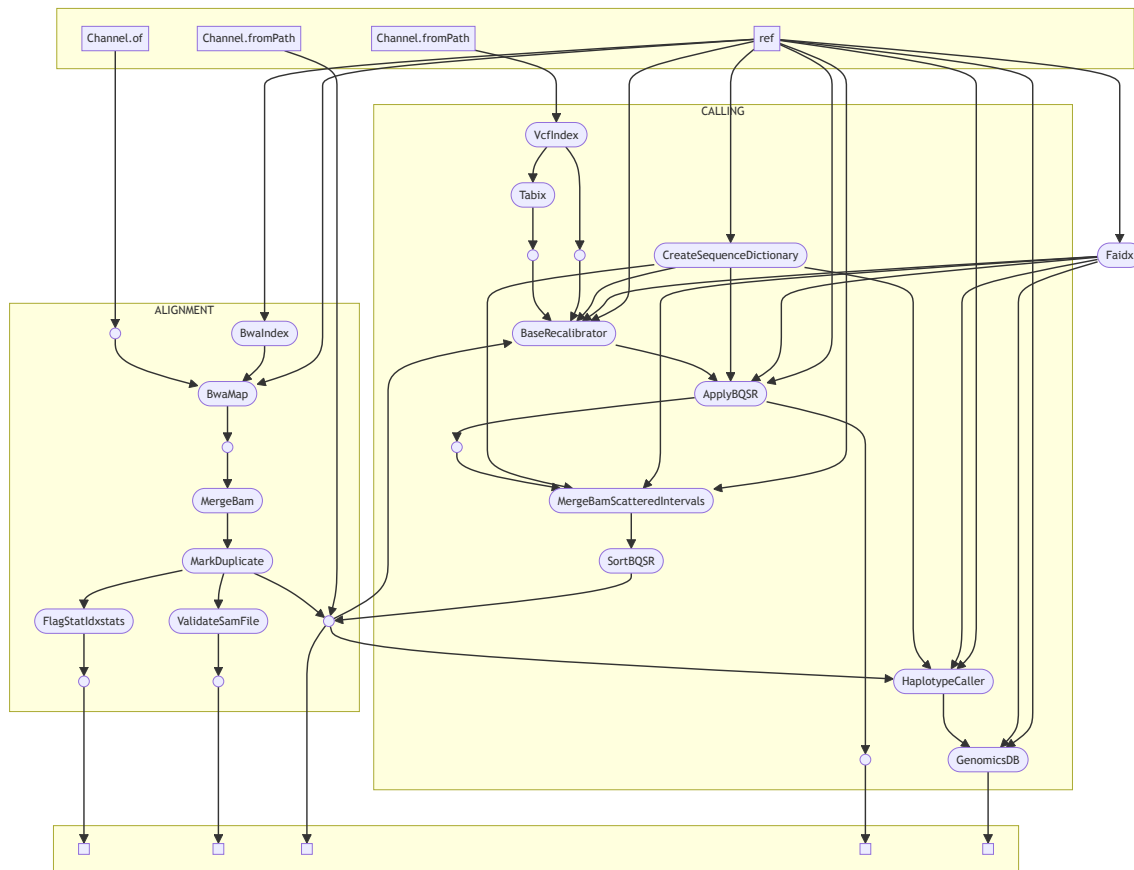 Channel.of
Channel.fromPath
Channel.fromPath
ref
CALLING
VcfIndex
Tabix
CreateSequenceDictionary
Faidx
ALIGNMENT
BwaIndex
BaseRecalibrator
BwaMap
ApplyBQSR
MergeBam
MergeBamScatteredIntervals
MarkDuplicate
SortBQSR
FlagStatIdxstats
ValidateSamFile
HaplotypeCaller
GenomicsDB